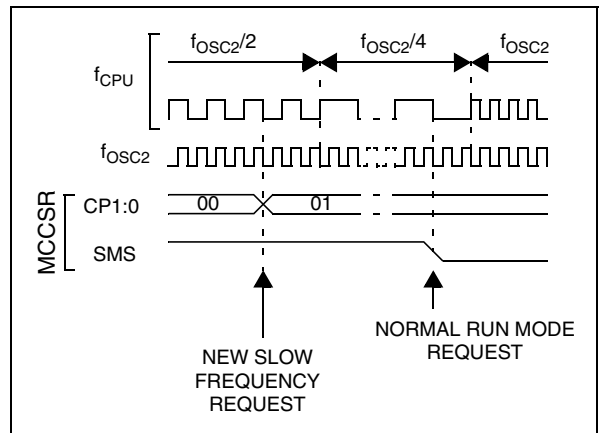 fOSC2/2 fOSC2/4 fOSC2
fCPU
fOSC2
MCCSR
CP1:0 00 01
SMS
NEW SLOW
FREQUENCY
REQUEST
NORMAL RUN MODE
REQUEST